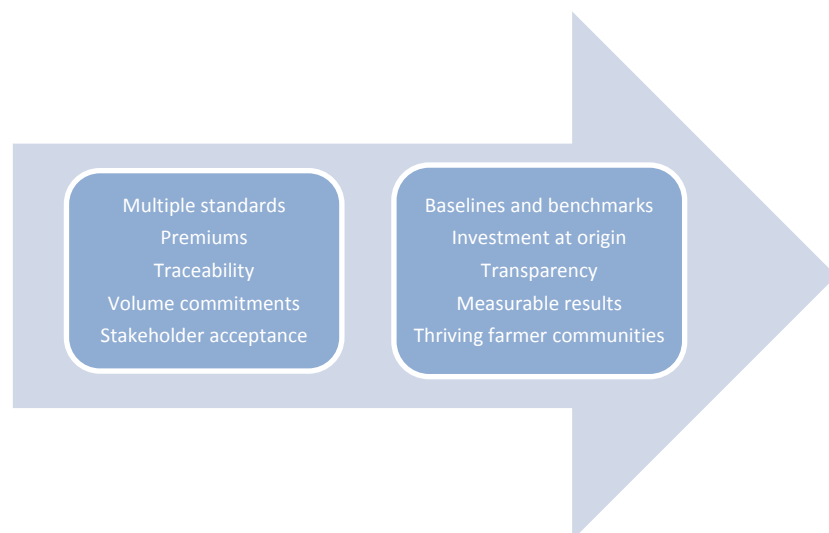 Multiple standards
Premiums
Traceability
Volume commitments
Stakeholder acceptance
Baselines and benchmarks
Investment at origin
Transparency
Measurable results
Thriving farmer communities